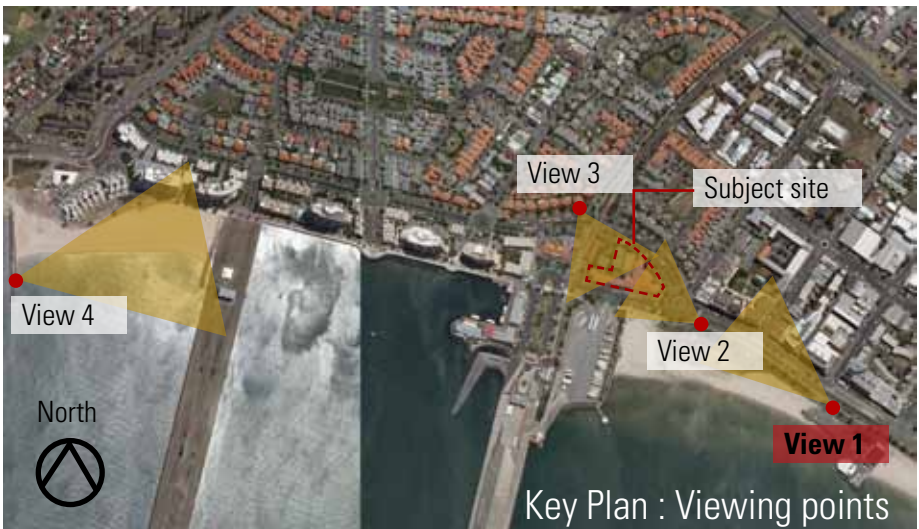 View 3
Subject site
View 4
View 2
North
View 1
Key Plan : Viewing points